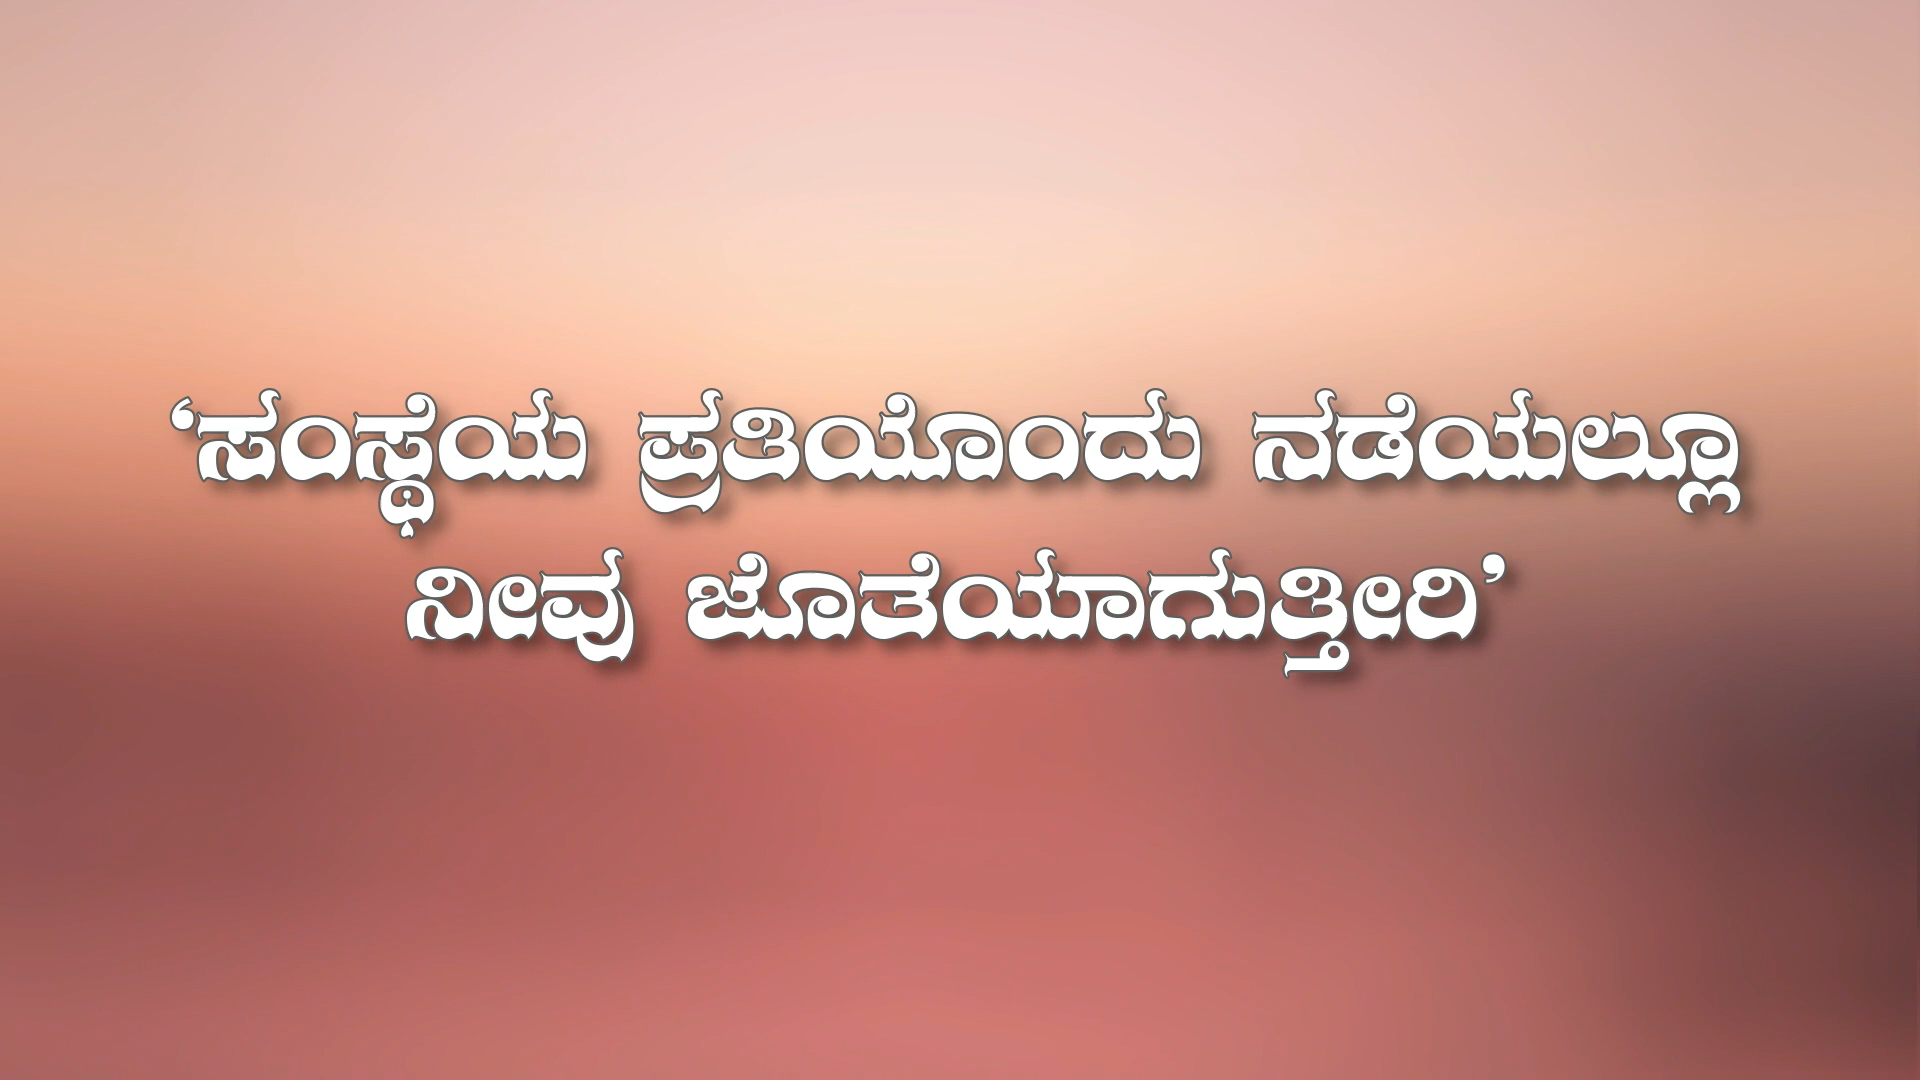 ‘ಸಂಸ್ಥೆಯ ಪ್ರತಿಯೊಂದು ನಡೆಯಲ್ಲೂ
ನೀವು ಜೊತೆಯಾಗುತ್ತೀರಿ’